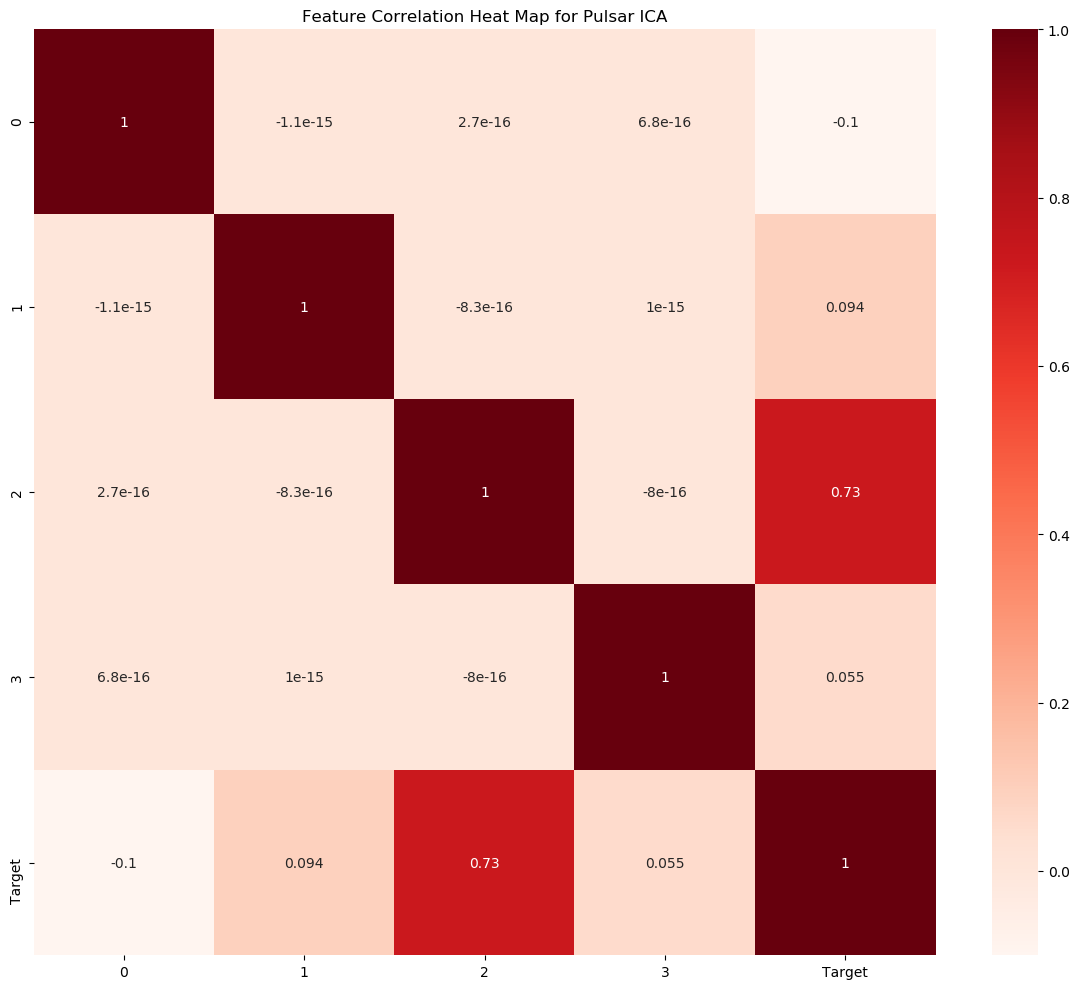 Feature Correlation Heat Map for Pulsar ICA
0 1 -1.1e-15 2.7e-16 6.8e-16 -0.1
1 -1.1e-15 1 -8.3e-16 1e-15 0.094
2 2.7e-16 -8.3e-16 1 -8e-16 0.73
3 6.8e-16 1e-15 -8e-16 1 0.055
Target -0.1 0.094 0.73 0.055 1
0 1 2 3 Target
1.0
0.8
0.6
0.4
0.2
0.0